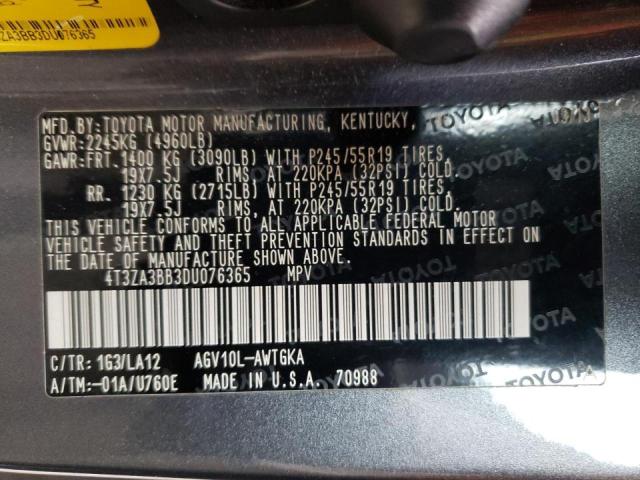 ZA3BB3DU076365
MFD.BY:TOYOTA MOTOR MANUFACTURING, KENTUCKY,
GVWR:2245KG (4960LB)
GAWR:FRT.1400 KG (3090LB) WITH P245/55R19 TIRES,
19X7.5J RIMS, AT 220KPA (32PSI) COLD.
RR. 1230 KG (2715LB) WITH P245/55R19 TIRES,
19X7.5J RIMS, AT 220KPA (32PSI) COLD.
THIS VEHICLE CONFORMS TO ALL APPLICABLE FEDERAL MOTOR
VEHICLE SAFETY AND THEFT PREVENTION STANDARDS IN EFFECT ON
THE DATE OF MANUFACTURE SHOWN ABOVE.
4T3ZA3BB3DU076365 MPV
C/TR: 1G3/LA12 AGV10L-AWTGKA
A/TM:-01A/U760E MADE IN U.S.A. 70988
TOYOTA